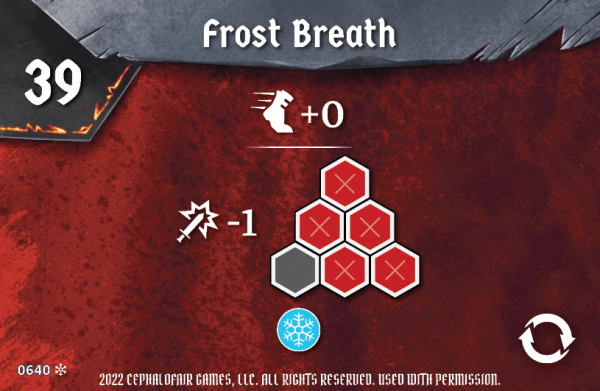 Frost Breath
39
+0
-1
0640
2022 CEPHALOFAIR GAMES, LLC. ALL RIGHTS RESERVED. USED WITH PERMISSION.